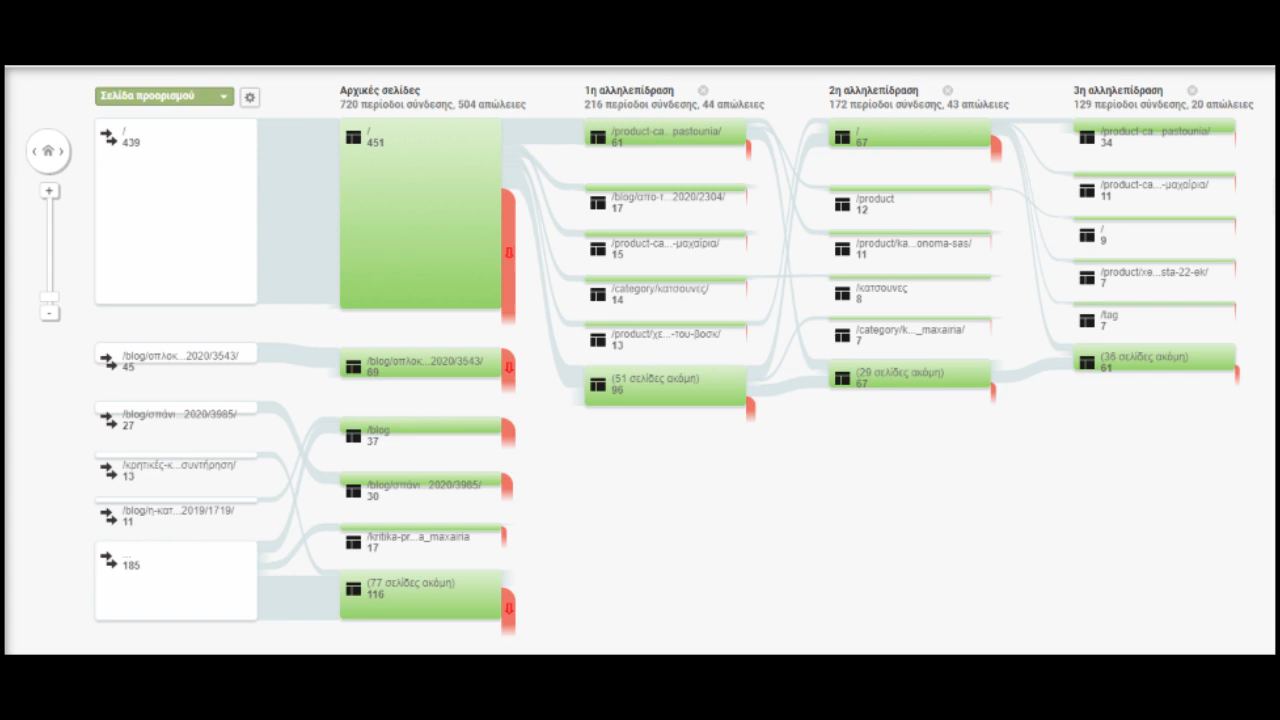 Σελίδα προορισμού
Αρχικές σελίδες
720 περίοδοι σύνδεσης, 504 απώλειες
1η αλληλεπίδραση
216 περίοδοι σύνδεσης, 44 απώλειες
2η αλληλεπίδραση
172 περίοδοι σύνδεσης, 43 απώλειες
3η αλληλεπίδραση
129 περίοδοι σύνδεσης, 20 απώλειες
/
439
/blog/οπλοκ...2020/3543/
45
/blog/σπάνι...2020/3985/
27
/κρητικές-κ...συντήρηση/
13
/blog/η-κατ...2019/1719/
11
...
185
/
451
/blog/οπλοκ...2020/3543/
69
/blog
37
/blog/σπάνι...2020/3985/
30
/kritika-pr...a_maxairia
17
(77 σελίδες ακόμη)
116
/product-ca...pastounia/
61
/blog/απο-τ...2020/2304/
17
/product-ca...-μαχαίρια/
15
/category/κατσουνες/
14
/product/χε...-του-βοσκ/
13
(51 σελίδες ακόμη)
96
/
67
/product
12
/product/ka...onoma-sas/
11
/κατσουνες
8
/category/k..._maxairia/
7
(29 σελίδες ακόμη)
67
/product-ca...pastounia/
34
/product-ca...-μαχαίρια/
11
/
9
/product/xe...sta-22-ek/
7
/tag
7
(36 σελίδες ακόμη)
61